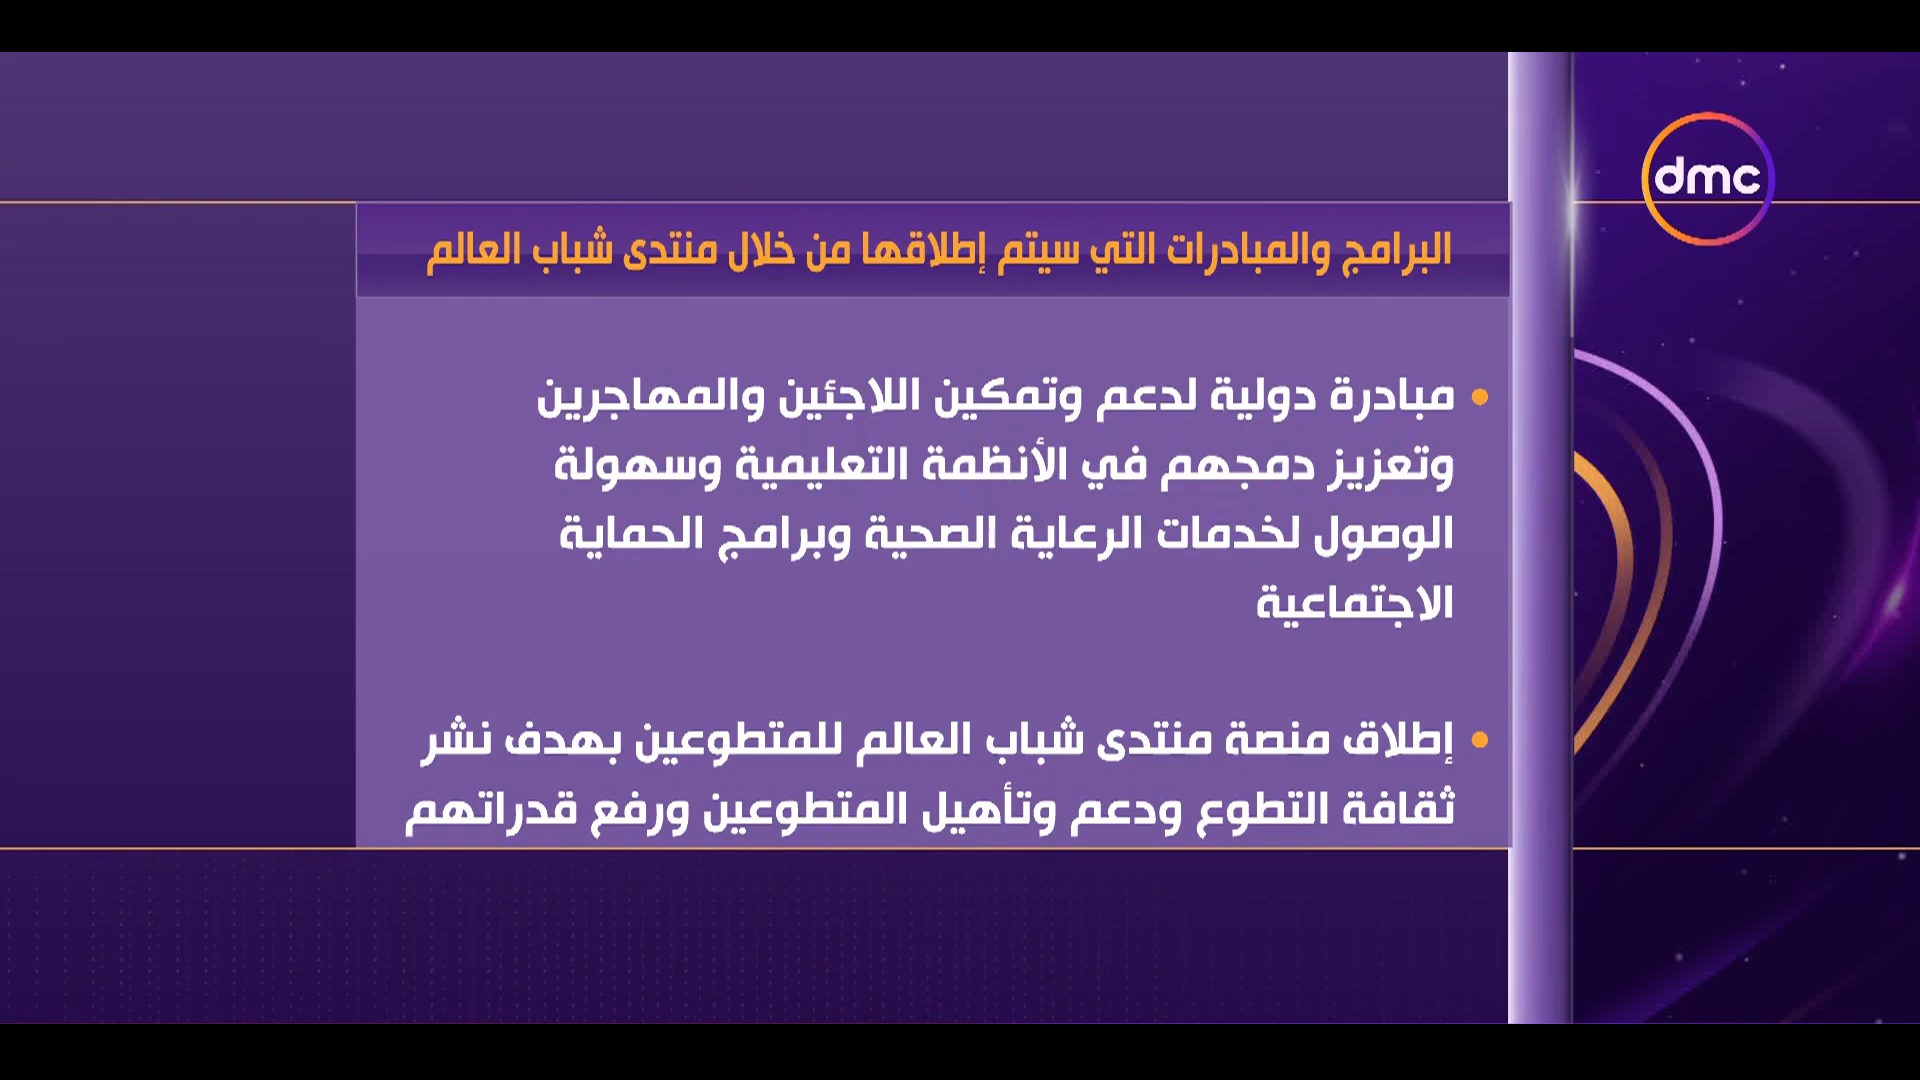 dmc
البرامج والمبادرات التي سيتم إطلاقها من خلال منتدى شباب العالم
• مبادرة دولية لدعم وتمكين اللاجئين والمهاجرين
وتعزيز دمجهم في الأنظمة التعليمية وسهولة
الوصول لخدمات الرعاية الصحية وبرامج الحماية
الاجتماعية
• إطلاق منصة منتدى شباب العالم للمتطوعين بهدف نشر
ثقافة التطوع ودعم وتأهيل المتطوعين ورفع قدراتهم